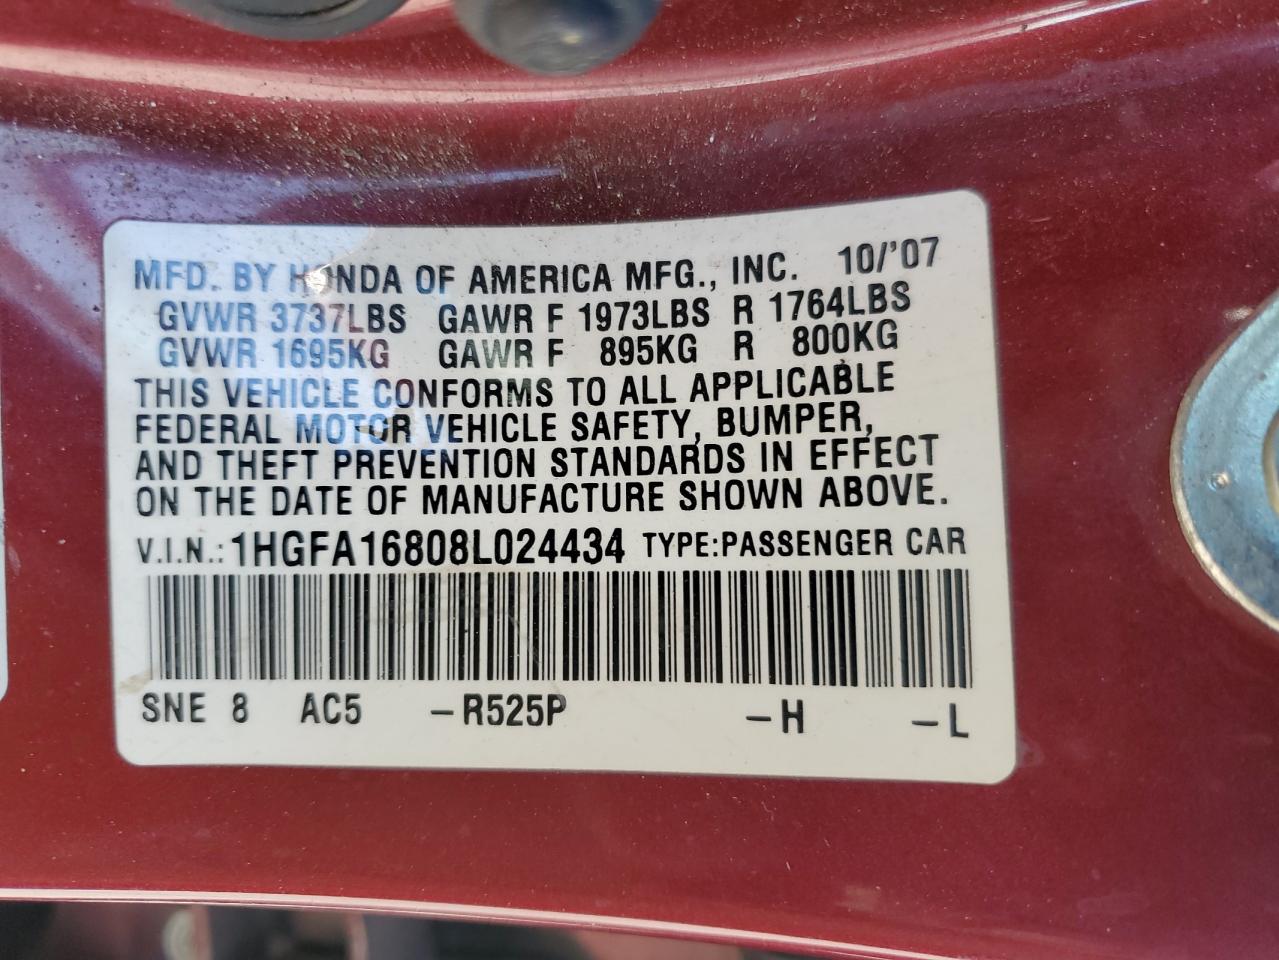 MFD. BY HONDA OF AMERICA MFG., INC. 10/'07
GVWR 3737LBS GAWR F 1973LBS R 1764LBS
GVWR 1695KG GAWR F 895KG R 800KG
THIS VEHICLE CONFORMS TO ALL APPLICABLE
FEDERAL MOTOR VEHICLE SAFETY, BUMPER,
AND THEFT PREVENTION STANDARDS IN EFFECT
ON THE DATE OF MANUFACTURE SHOWN ABOVE.
V.I.N.: 1HGFA16808L024434 TYPE:PASSENGER CAR
SNE 8 AC5 -R525P -H -L